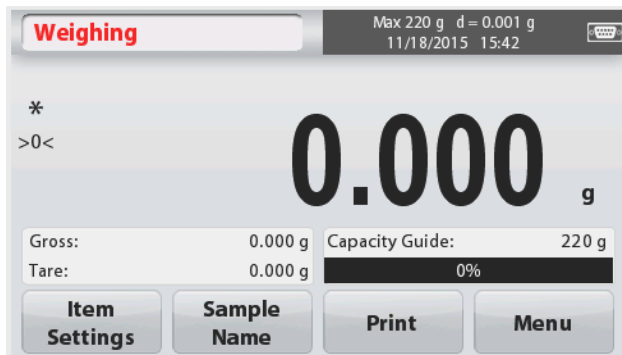 Weighing
Max 220 g d = 0.001 g
11/18/2015 15:42
*
>0<
0.000 g
Gross: 0.000 g
Tare: 0.000 g
Capacity Guide: 220 g
0%
Item
Settings
Sample
Name
Print
Menu